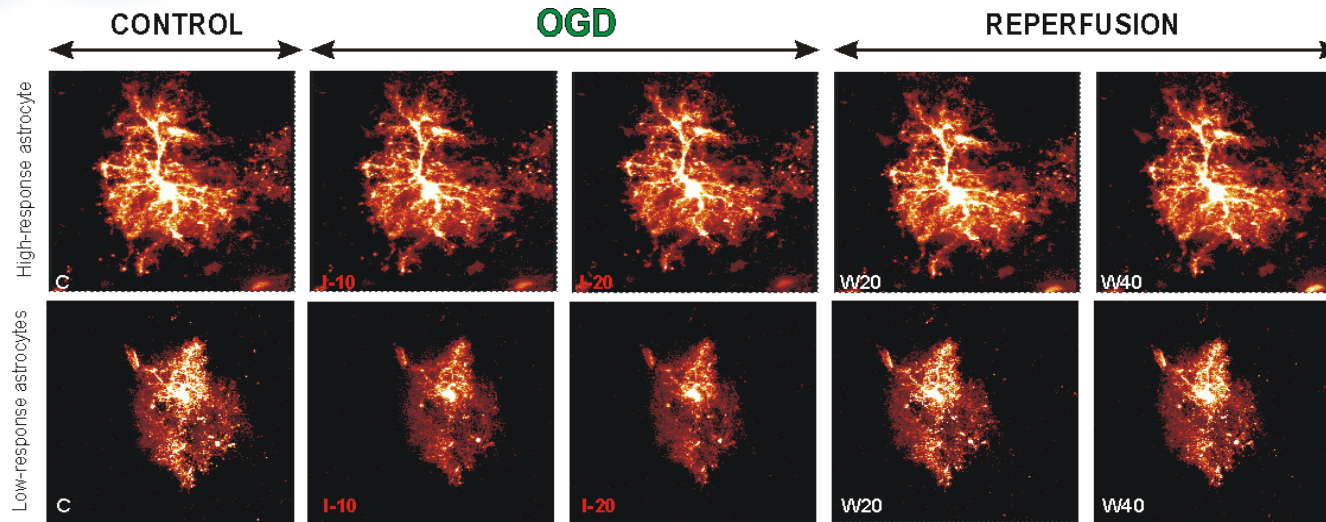 CONTROL
OGD
REPERFUSION
High-response astrocyte
C
I-10
I-20
W20
W40
Low-response astrocytes
C
I-10
I-20
W20
W40